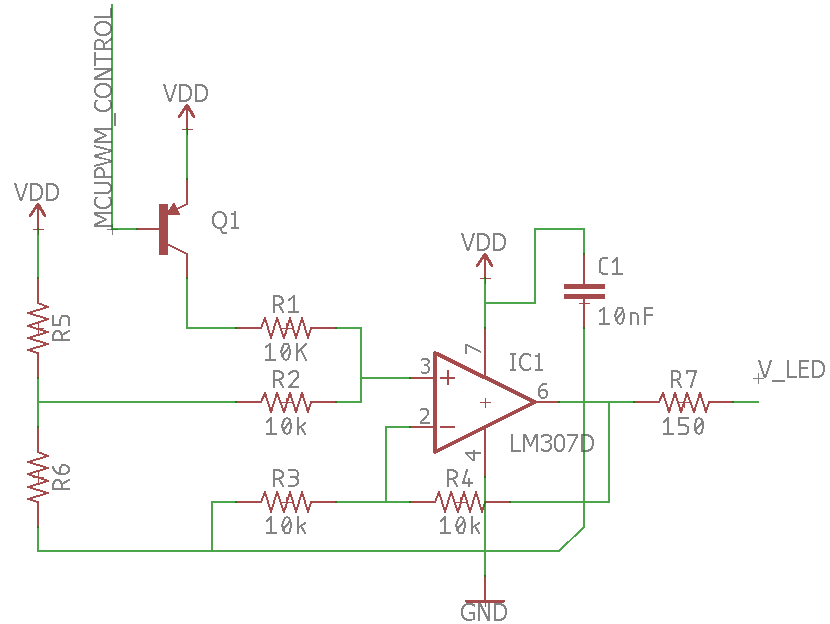 MCUPWM_CONTROL
VDD
VDD
Q1
VDD
C1
10nF
R5
R1
10K
7
IC1
3
+
R2
10k
2
−
6
R7
150
V_LED
4
LM307D
R6
R3
10k
R4
10k
GND